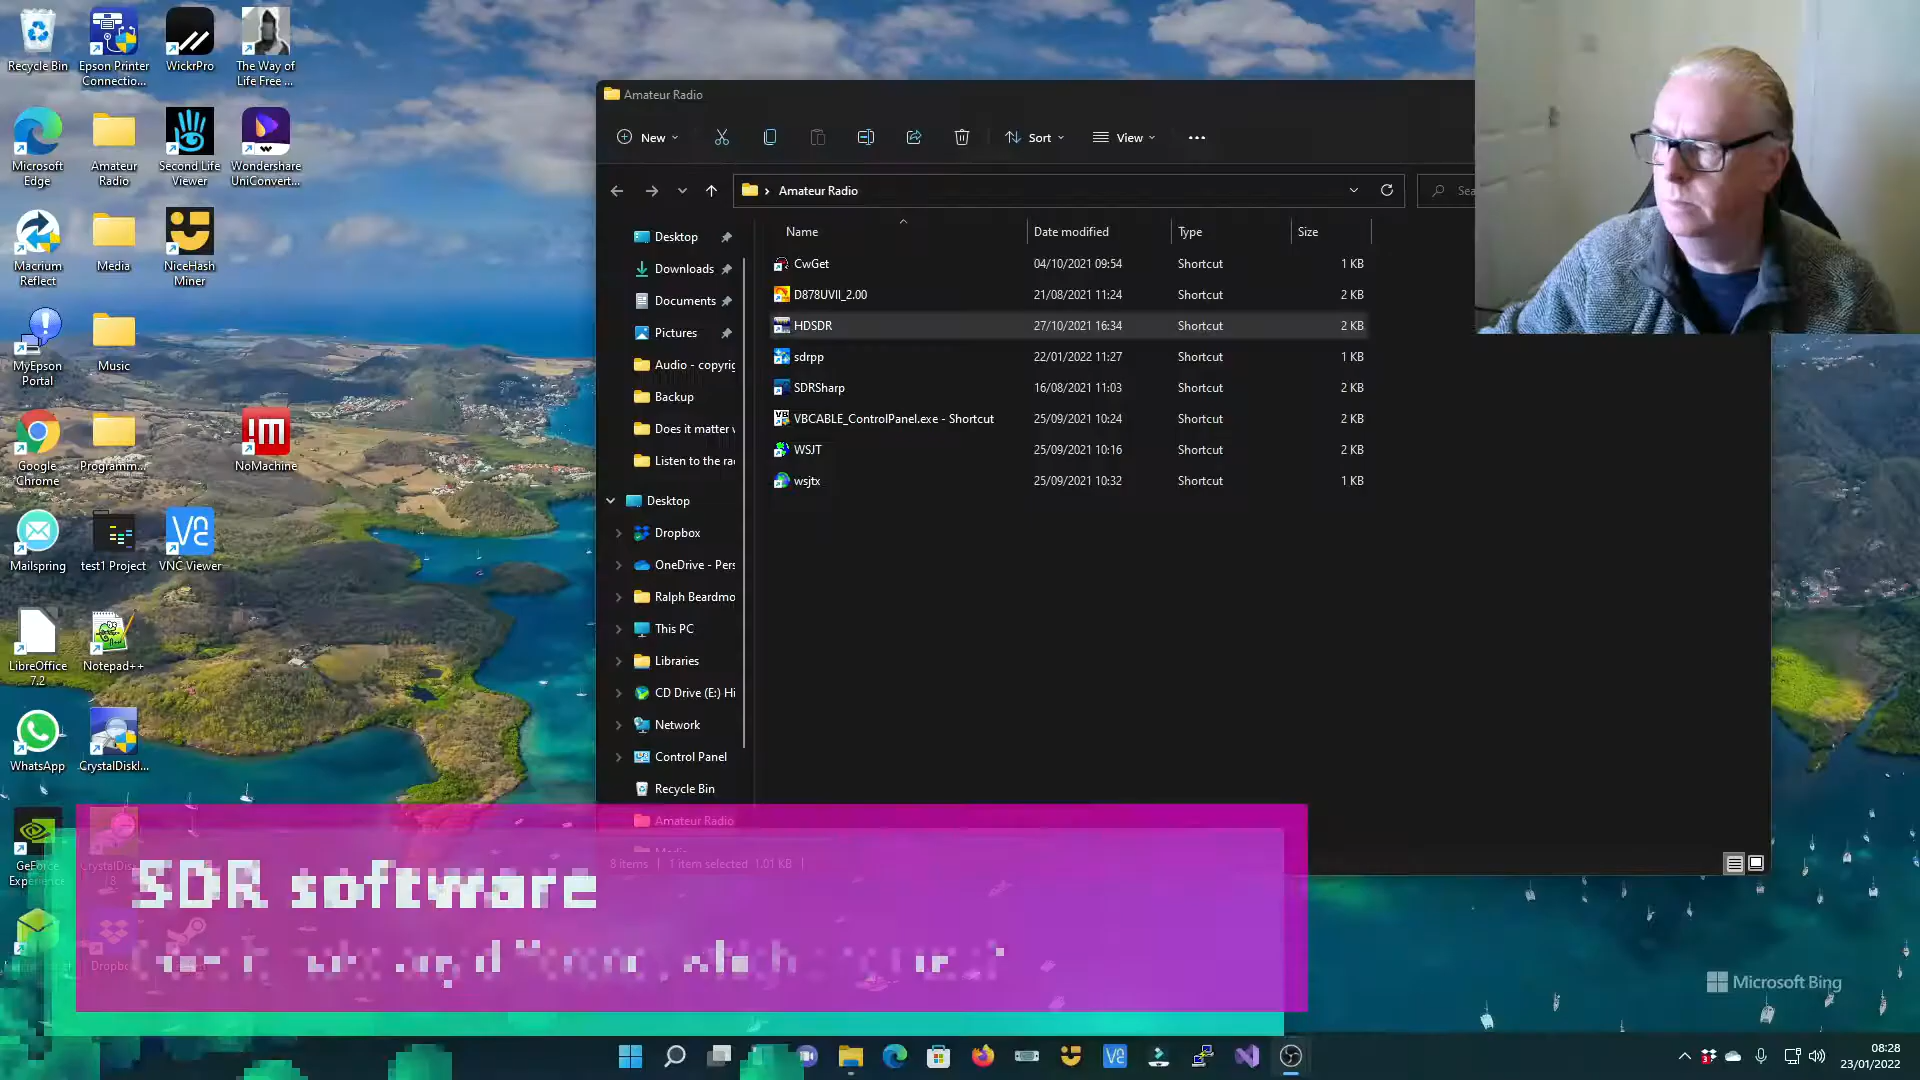 Recycle Bin
Epson Printer
Connectio...
WickrPro
The Way of
Life Free ...
Microsoft
Edge
Amateur
Radio
Second Life
Viewer
Wondershare
UniConvert...
Macrium
Reflect
Media
NiceHash
Miner
MyEpson
Portal
Music
Google
Chrome
Programm...
NoMachine
Mailspring
test1 Project
VNC Viewer
LibreOffice
7.2
Notepad++
WhatsApp
CrystalDiskI...
GeForce
Experience
CrystalDis
8
Dropbo
Amateur Radio
New
Sort
View
Amateur Radio
Sea
Desktop
Downloads
Documents
Pictures
Audio - copyrig
Backup
Does it matter v
Listen to the rac
Desktop
Dropbox
OneDrive - Pers
Ralph Beardmo
This PC
Libraries
CD Drive (E:) Hi
Network
Control Panel
Recycle Bin
Amateur Radio
Name Date modified Type Size
CwGet 04/10/2021 09:54 Shortcut 1 KB
D878UVII_2.00 21/08/2021 11:24 Shortcut 2 KB
HDSDR 27/10/2021 16:34 Shortcut 2 KB
sdrpp 22/01/2022 11:27 Shortcut 1 KB
SDRSharp 16/08/2021 11:03 Shortcut 2 KB
VBCABLE_ControlPanel.exe - Shortcut 25/09/2021 10:24 Shortcut 2 KB
WSJT 25/09/2021 10:16 Shortcut 2 KB
wsjtx 25/09/2021 10:32 Shortcut 1 KB
8 items 1 item selected 1.01 KB
SDR software
Microsoft Bing
08:28
23/01/2022